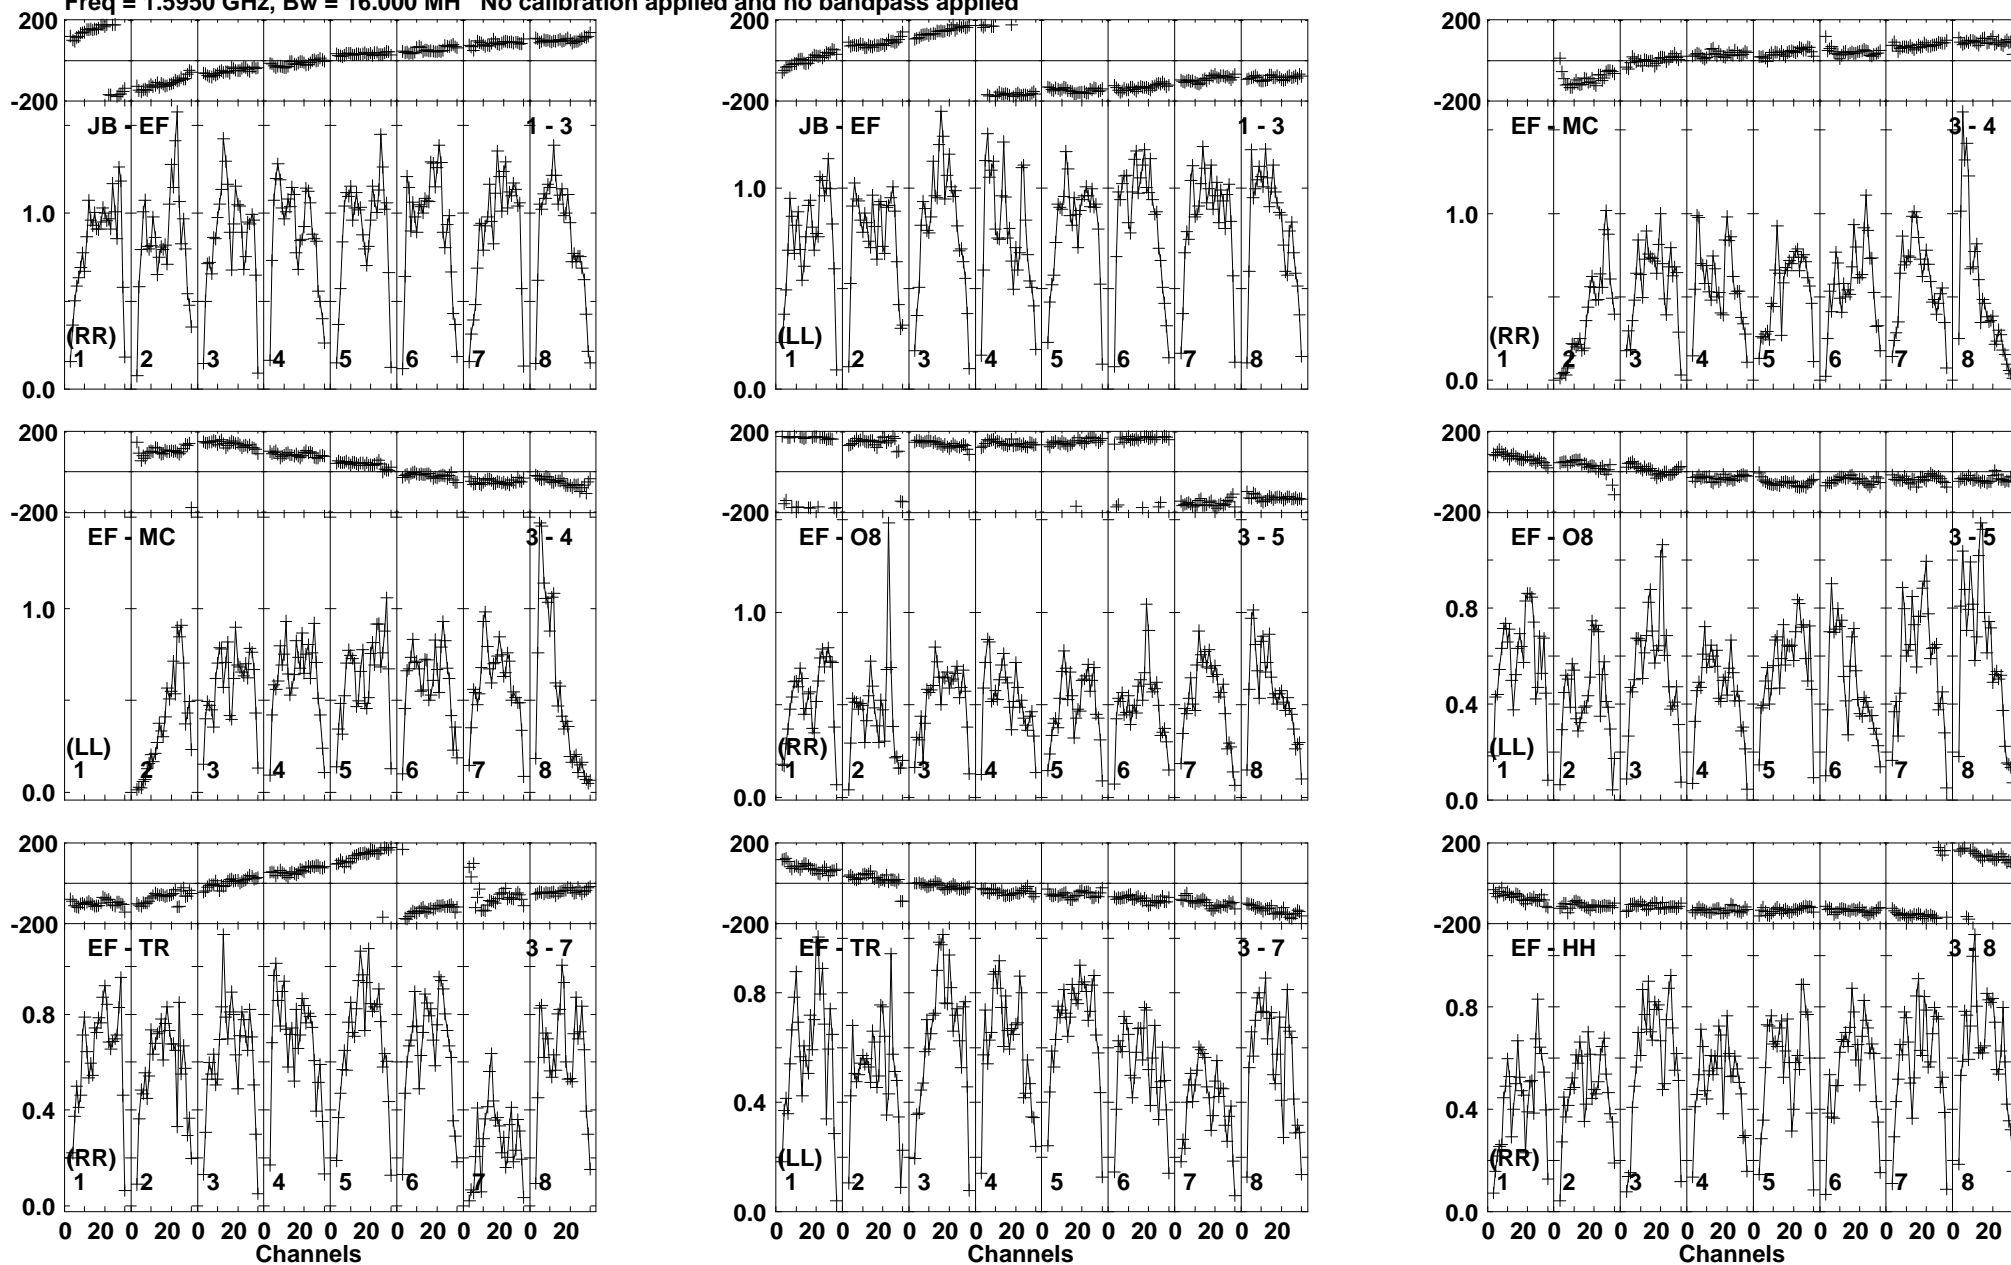 Freq = 1.5950 GHz, Bw = 16.000 MH No calibration applied and no bandpass applied
200 200 200
-200 -200 -200
JB - EF 1 - 3 JB - EF 1 - 3 EF - MC 3 - 4
1.0 1.0 1.0
(RR) (LL) (RR)
1 2 3 4 5 6 7 8 1 2 3 4 5 6 7 8 1 2 3 4 5 6 7 8
0.0 0.0 0.0
200 200 200
-200 -200 -200
EF - MC 3 - 4 EF - O8 3 - 5 EF - O8 3 - 5
1.0 1.0 0.8
0.4
(LL) (RR) (LL)
1 2 3 4 5 6 7 8 1 2 3 4 5 6 7 8 1 2 3 4 5 6 7 8
0.0 0.0 0.0
200 200 200
-200 -200 -200
EF - TR 3 - 7 EF - TR 3 - 7 EF - HH 3 - 8
0.8 0.8 0.8
0.4 0.4 0.4
(RR) (LL) (RR)
1 2 3 4 5 6 7 8 1 2 3 4 5 6 7 8 1 2 3 4 5 6 7 8
0.0 0.0 0.0
0 20 0 20 0 20 0 20 0 20 0 20 0 20 0 20 0 20 0 20 0 20 0 20 0 20 0 20 0 20 0 20 0 20 0 20 0 20 0 20 0 20 0 20 0 20 0 20
Channels Channels Channels